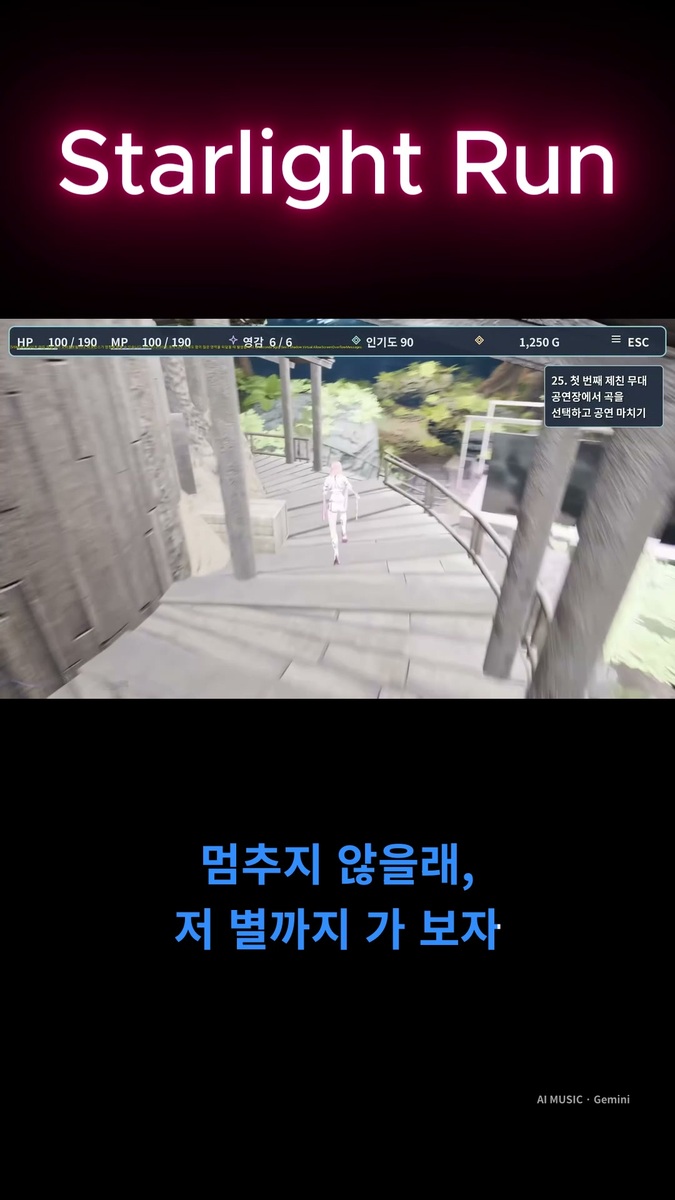 Starlight Run
HP 100 / 190 MP 100 / 190 영감 6 / 6 인기도 90 1,250 G ESC
25. 첫 번째 제친 무대
공연장에서 곡을
선택하고 공연 마치기
멈추지 않을래,
저 별까지 가 보자
AI MUSIC · Gemini